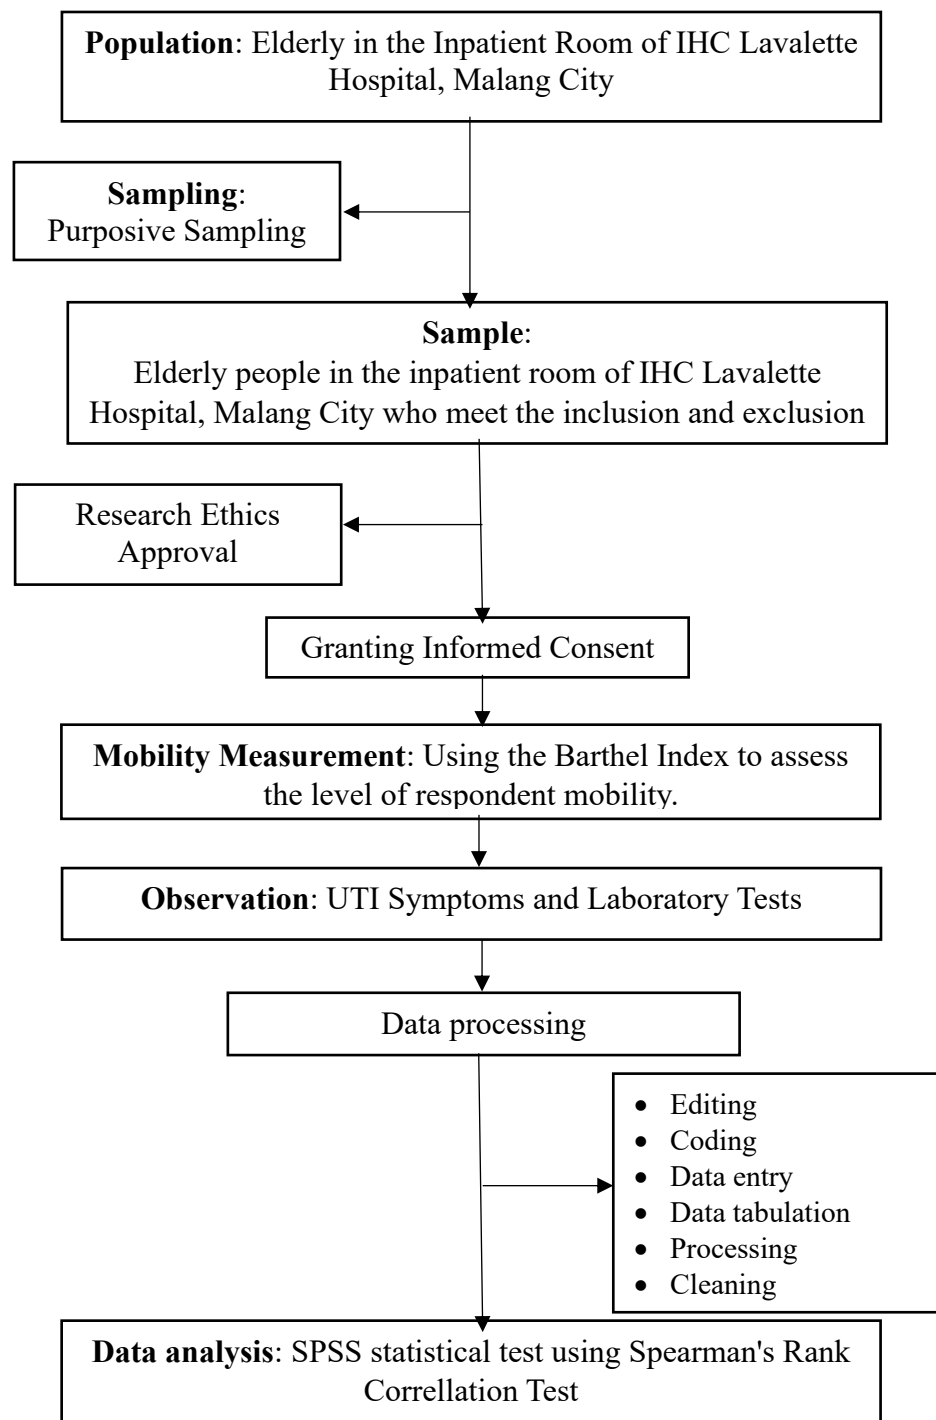 Population: Elderly in the Inpatient Room of IHC Lavalette
Hospital, Malang City
Sampling:
Purposive Sampling
Sample:
Elderly people in the inpatient room of IHC Lavalette
Hospital, Malang City who meet the inclusion and exclusion
Research Ethics
Approval
Granting Informed Consent
Mobility Measurement: Using the Barthel Index to assess
the level of respondent mobility.
Observation: UTI Symptoms and Laboratory Tests
Data processing
• Editing
• Coding
• Data entry
• Data tabulation
• Processing
• Cleaning
Data analysis: SPSS statistical test using Spearman's Rank
Correllation Test